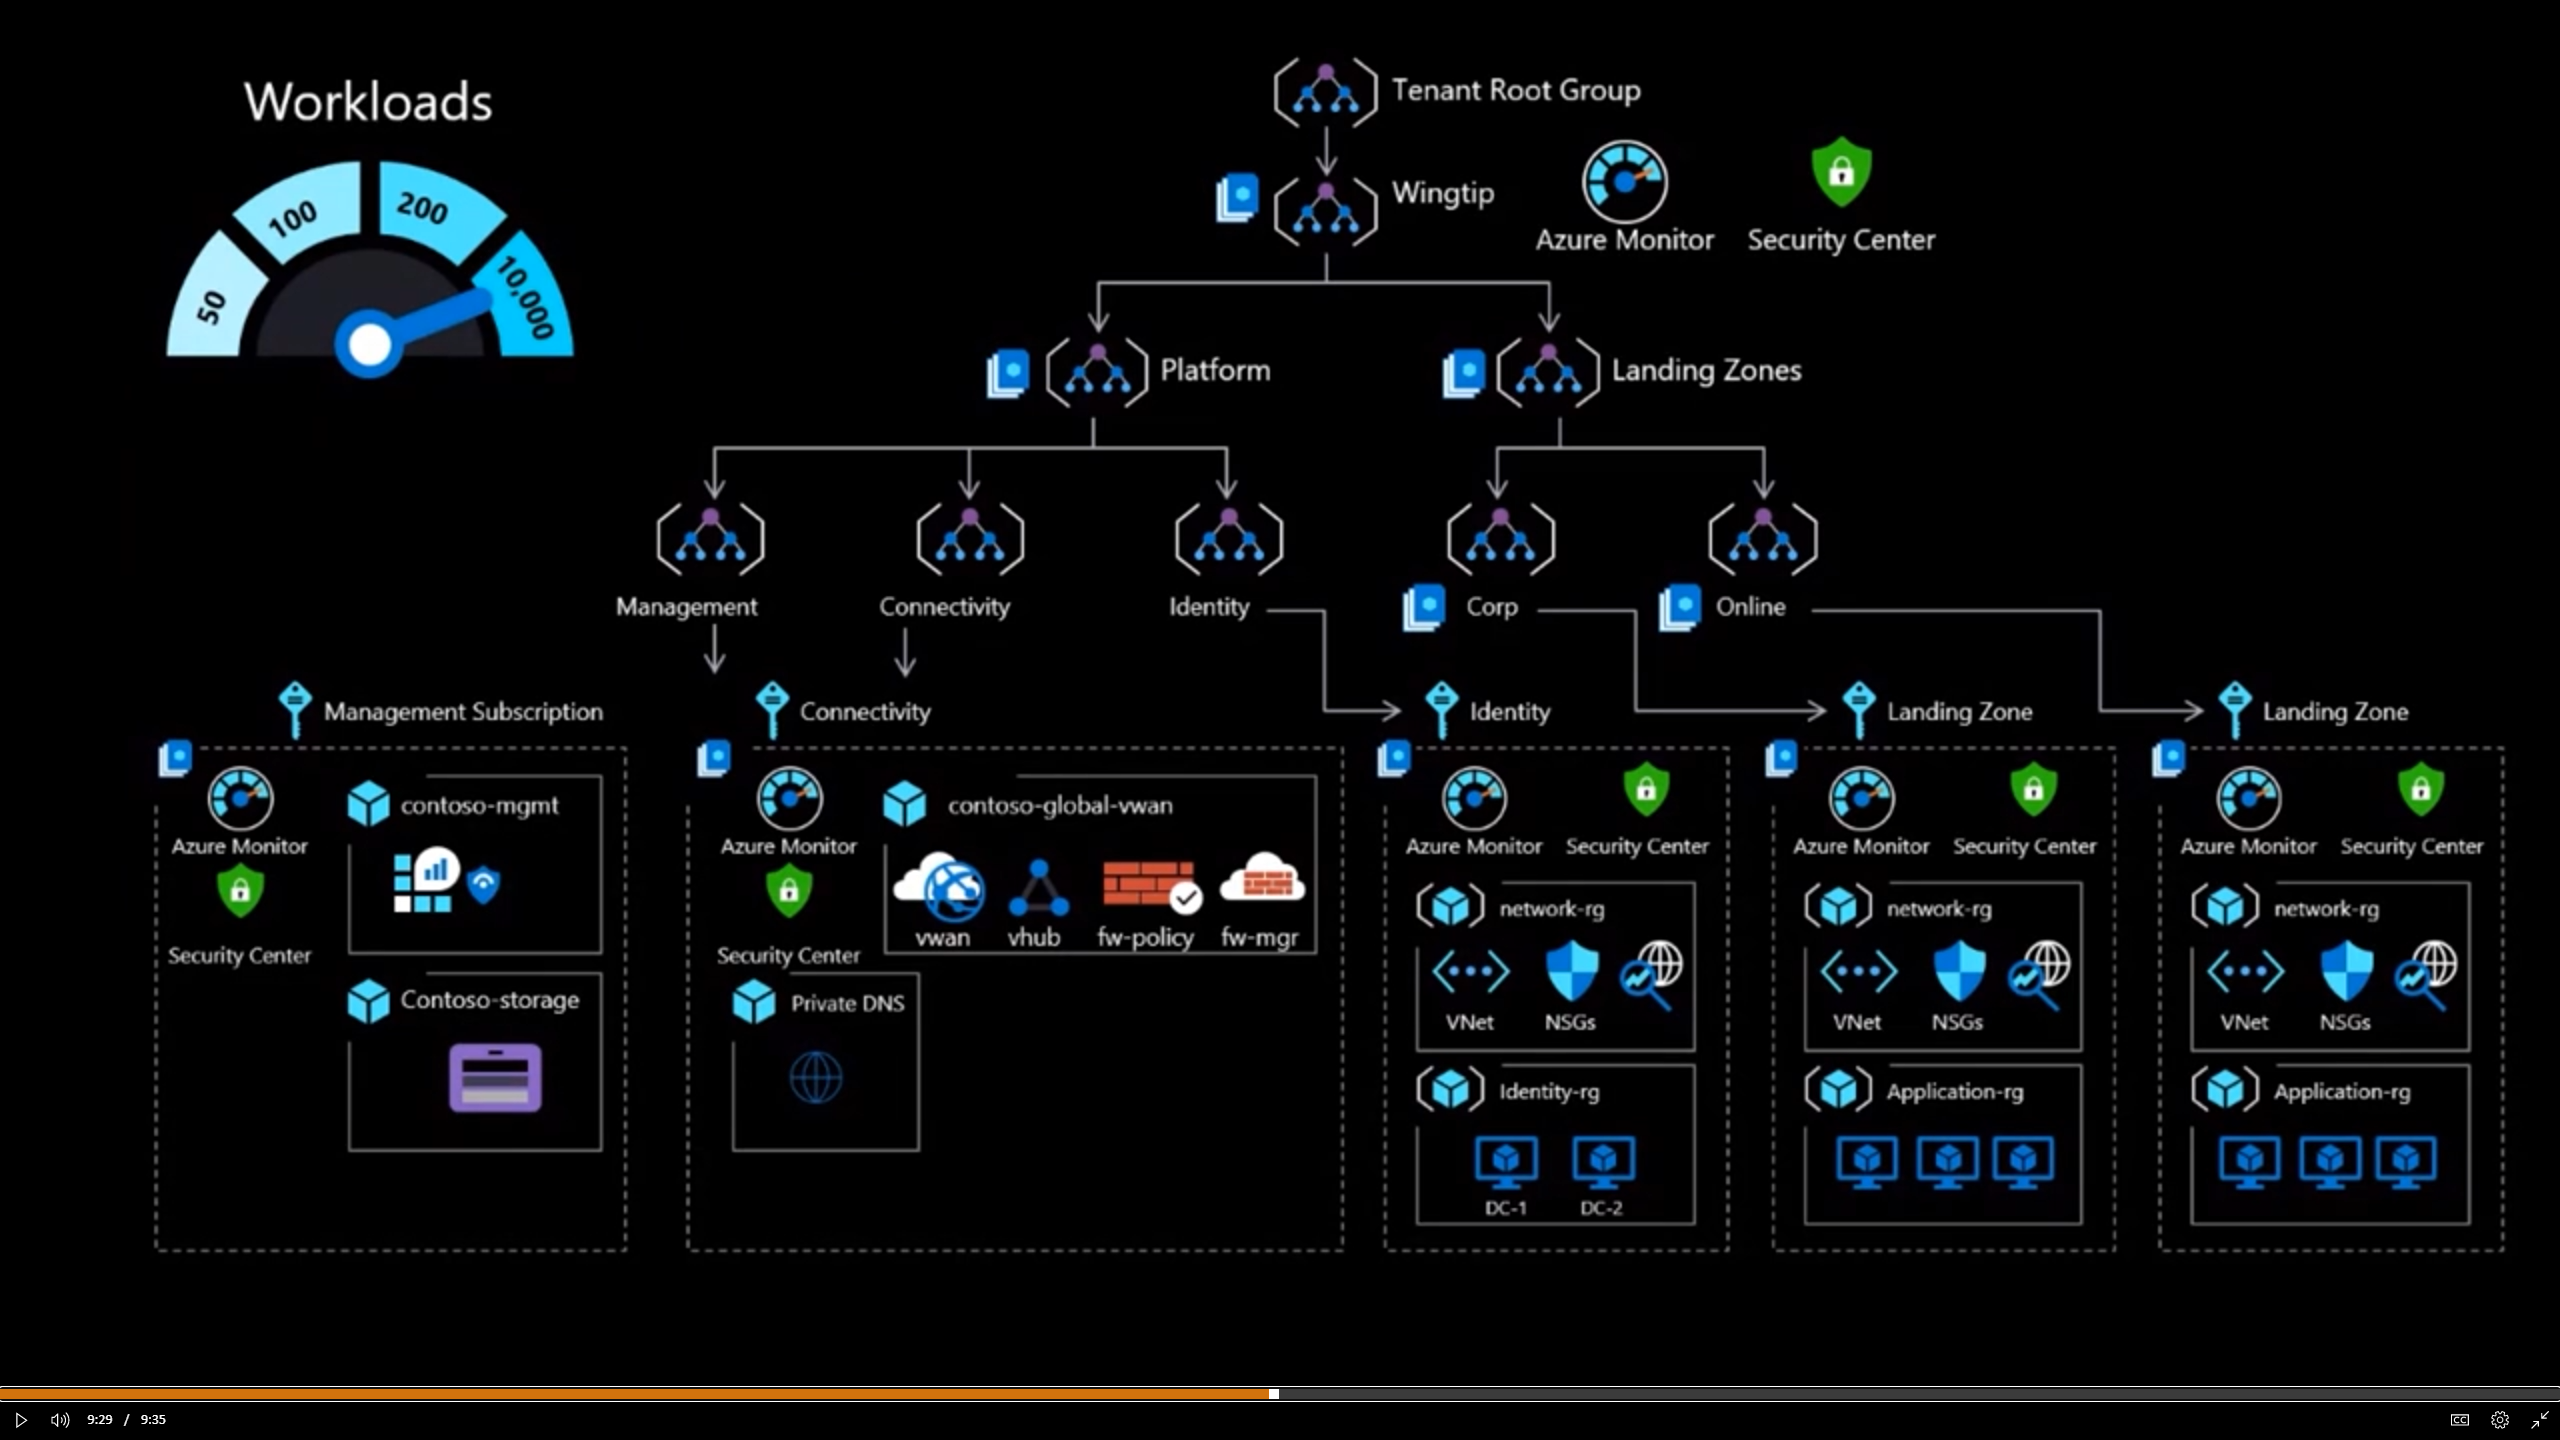 Workloads
50
100
200
10,000
Tenant Root Group
Wingtip
Azure Monitor
Security Center
Platform
Landing Zones
Management
Connectivity
Identity
Corp
Online
Management Subscription
Azure Monitor
Security Center
contoso-mgmt
Contoso-storage
Connectivity
Azure Monitor
Security Center
contoso-global-vwan
vwan
vhub
fw-policy
fw-mgr
Private DNS
Identity
Azure Monitor
Security Center
network-rg
VNet
NSGs
Identity-rg
DC-1
DC-2
Landing Zone
Azure Monitor
Security Center
network-rg
VNet
NSGs
Application-rg
Landing Zone
Azure Monitor
Security Center
network-rg
VNet
NSGs
Application-rg
9:29 / 9:35
CC